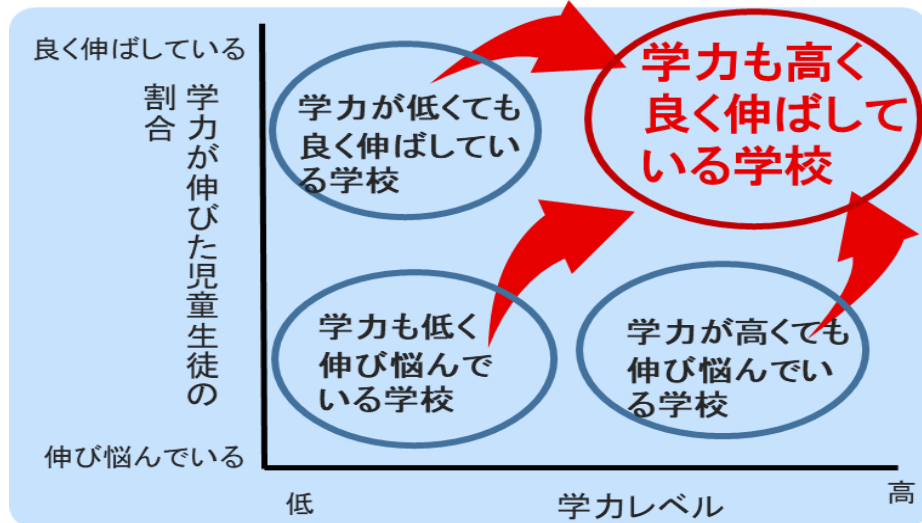 良く伸ばしている
学力が伸びた児童生徒の
割合
伸び悩んでいる
学力が低くても
良く伸ばしてい
る学校
学力も高く
良く伸ばして
いる学校
学力も低く
伸び悩んで
いる学校
学力が高くても
伸び悩んでい
る学校
低
学力レベル
高